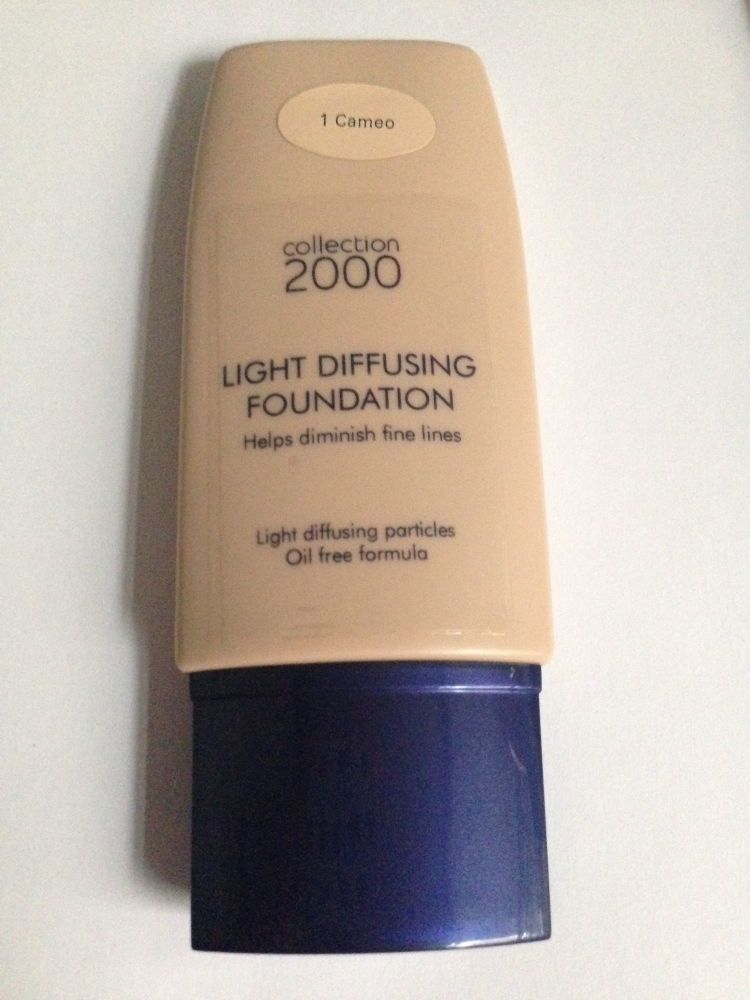 1 Cameo
collection
2000
LIGHT DIFFUSING
FOUNDATION
Helps diminish fine lines
Light diffusing particles
Oil free formula